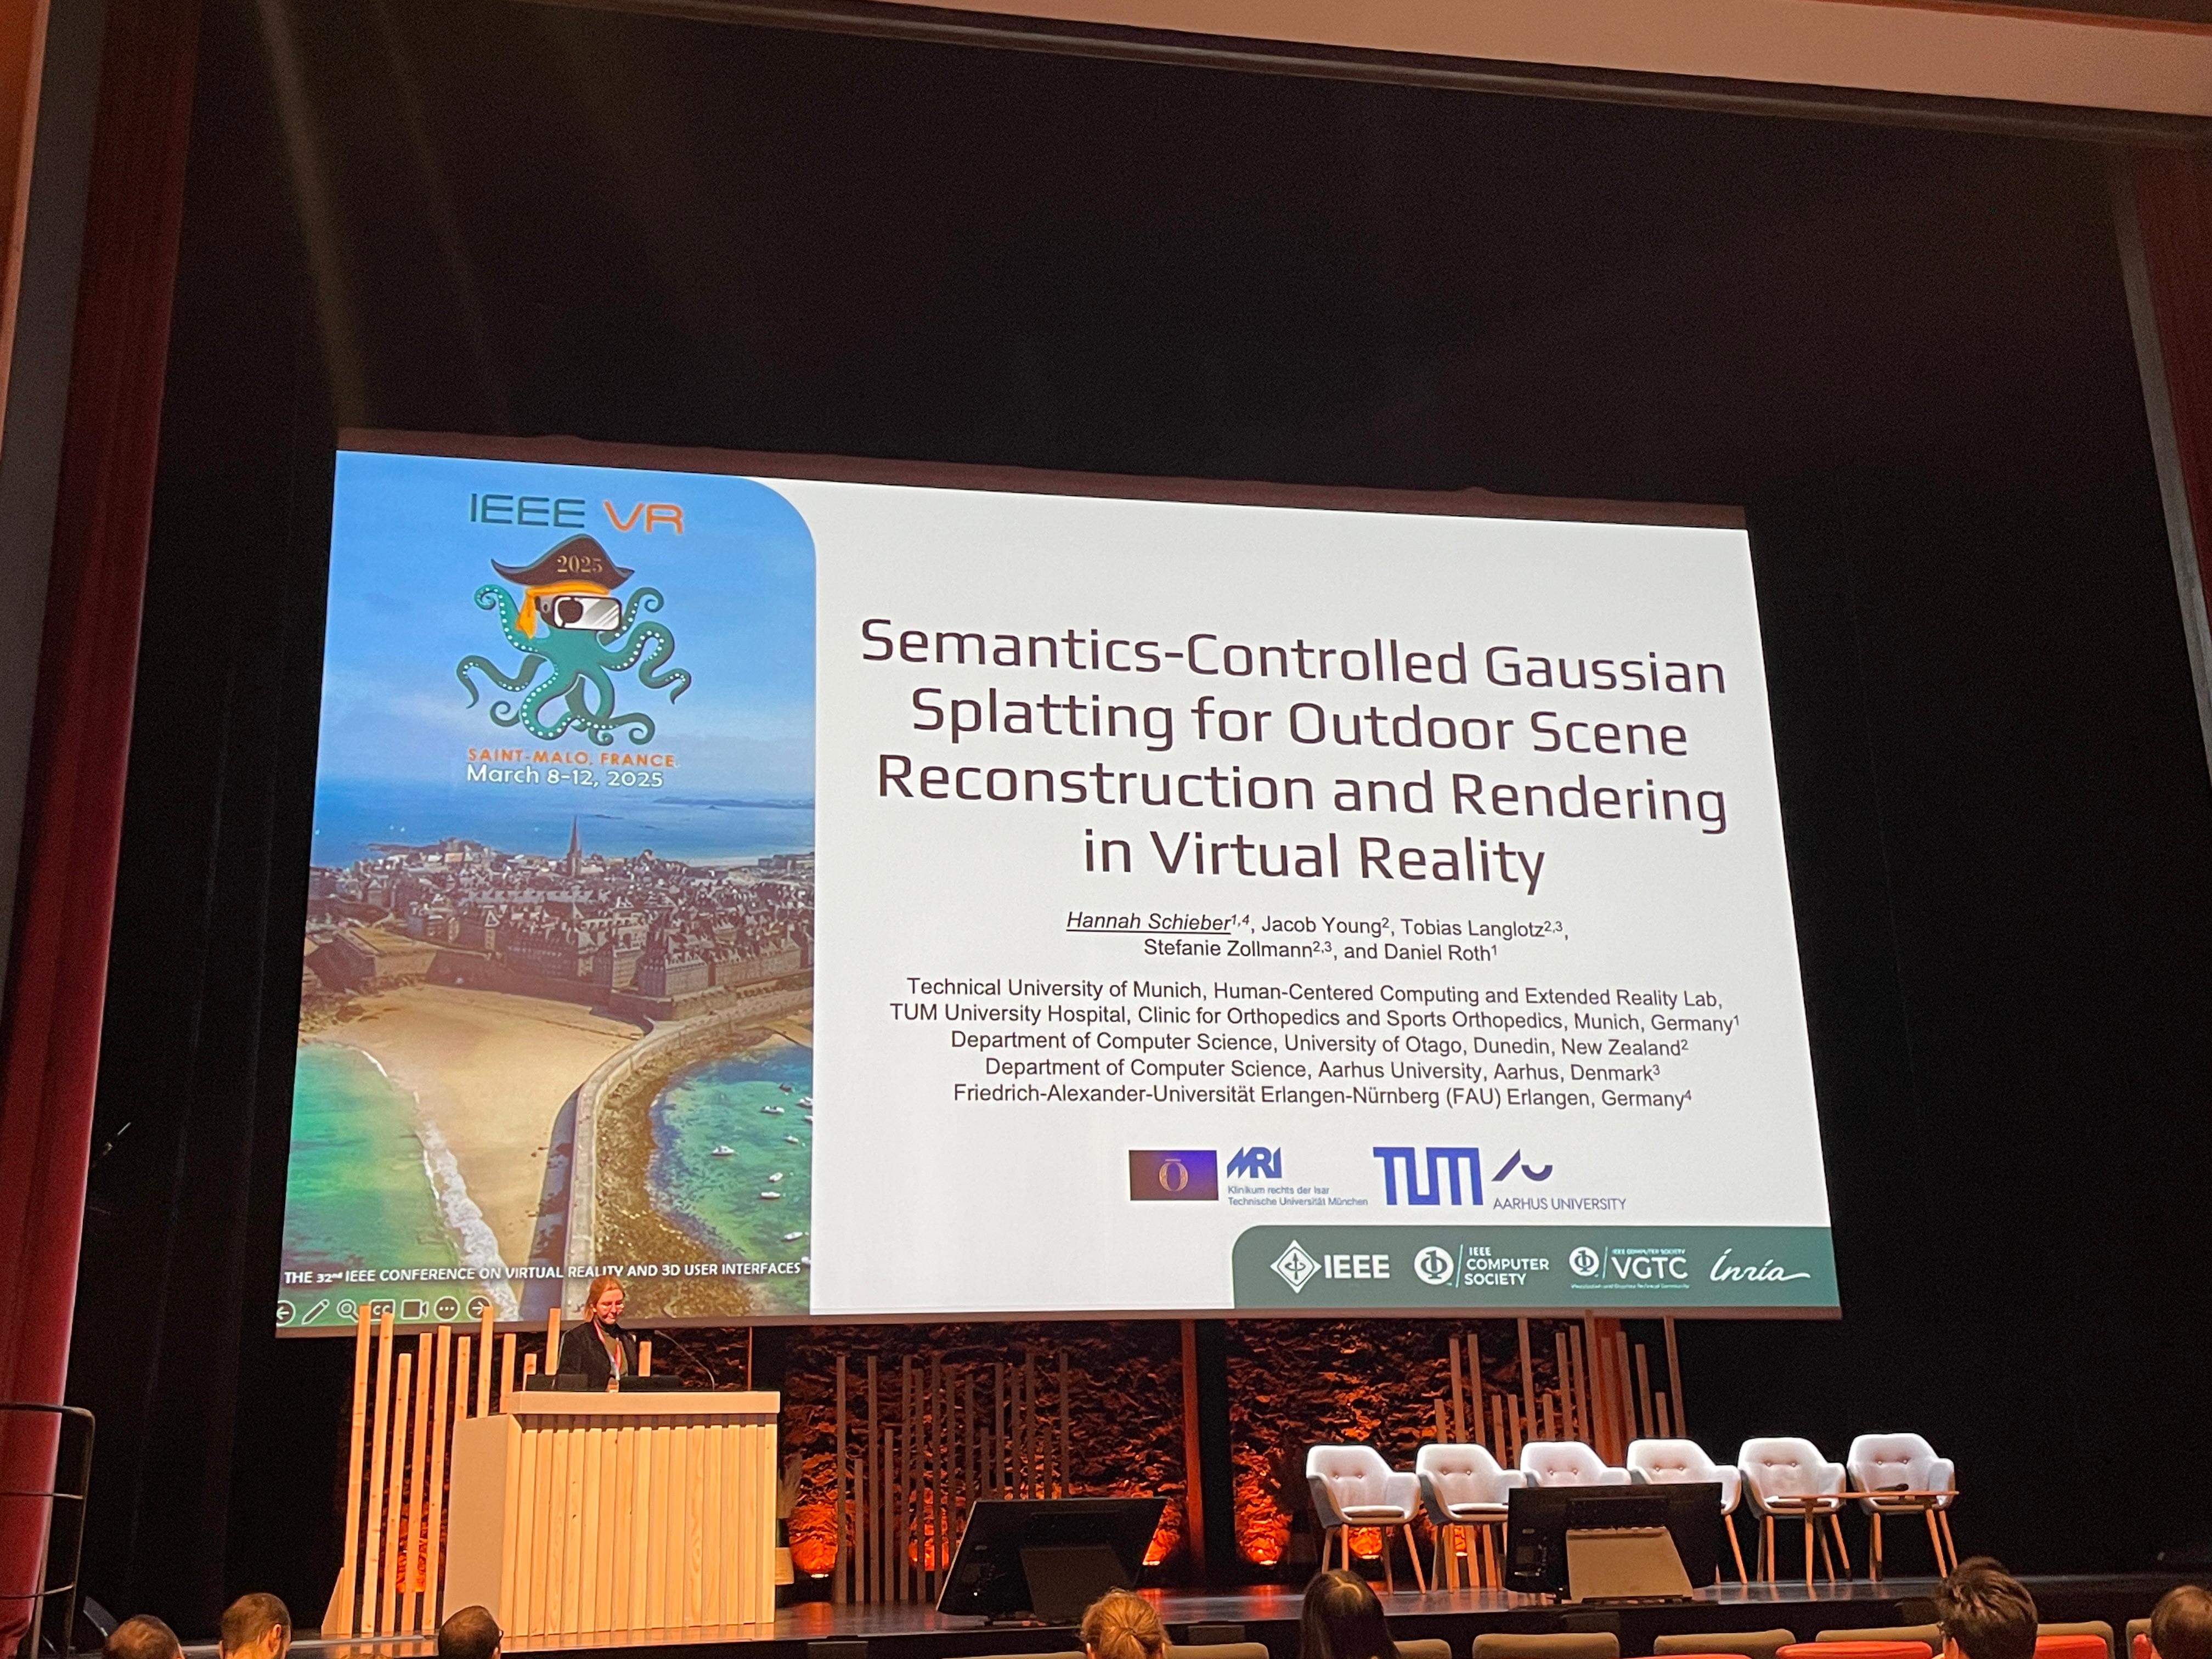 IEEE VR
2025
SAINT-MALO, FRANCE
March 8-12, 2025
THE 32nd IEEE CONFERENCE ON VIRTUAL REALITY AND 3D USER INTERFACES
CC
Semantics-Controlled Gaussian
Splatting for Outdoor Scene
Reconstruction and Rendering
in Virtual Reality
Hannah Schieber1,4, Jacob Young2, Tobias Langlotz2,3,
Stefanie Zollmann2,3, and Daniel Roth1
Technical University of Munich, Human-Centered Computing and Extended Reality Lab,
TUM University Hospital, Clinic for Orthopedics and Sports Orthopedics, Munich, Germany1
Department of Computer Science, University of Otago, Dunedin, New Zealand2
Department of Computer Science, Aarhus University, Aarhus, Denmark3
Friedrich-Alexander-Universität Erlangen-Nürnberg (FAU) Erlangen, Germany4
Ō
MRI
Klinikum rechts der Isar
Technische Universität München
TUM
AARHUS UNIVERSITY
IEEE
IEEE
COMPUTER
SOCIETY
IEEE COMPUTER SOCIETY
VGTC
Inria